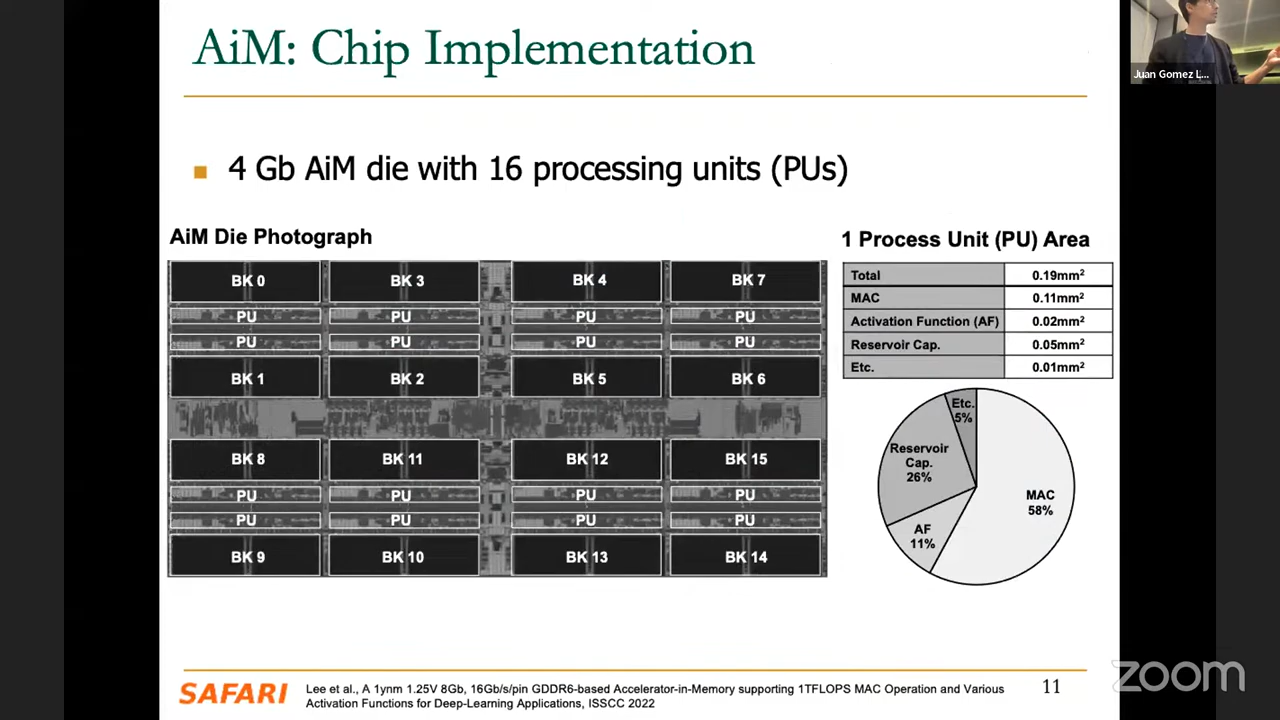 AiM: Chip Implementation
Juan Gomez L...
4 Gb AiM die with 16 processing units (PUs)
AiM Die Photograph
BK 0 BK 3 BK 4 BK 7
PU PU PU PU
PU PU PU PU
BK 1 BK 2 BK 5 BK 6
BK 8 BK 11 BK 12 BK 15
PU PU PU PU
PU PU PU PU
BK 9 BK 10 BK 13 BK 14
1 Process Unit (PU) Area
Total 0.19mm²
MAC 0.11mm²
Activation Function (AF) 0.02mm²
Reservoir Cap. 0.05mm²
Etc. 0.01mm²
Etc.
5%
Reservoir
Cap.
26%
MAC
58%
AF
11%
SAFARI
Lee et al., A 1ynm 1.25V 8Gb, 16Gb/s/pin GDDR6-based Accelerator-in-Memory supporting 1TFLOPS MAC Operation and Various
Activation Functions for Deep-Learning Applications, ISSCC 2022
11
zoom